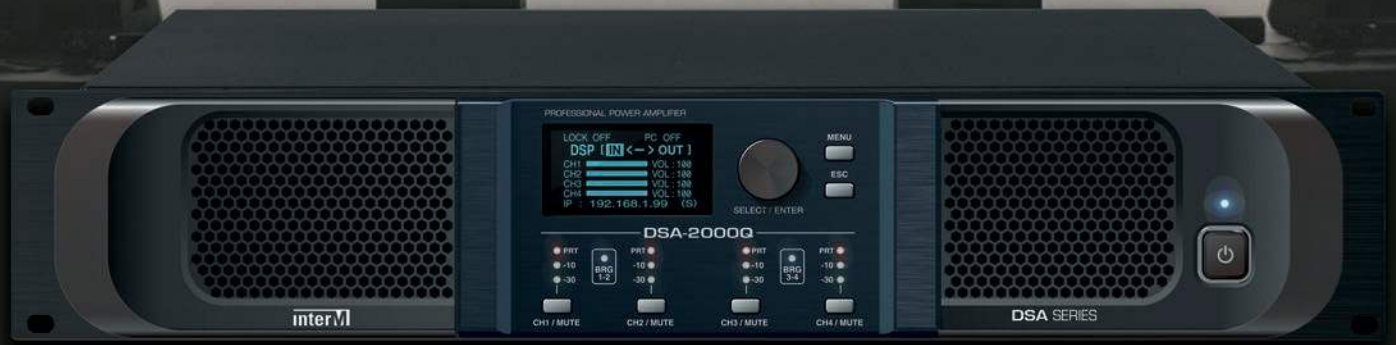 PROFESSIONAL POWER AMPLIFIER
LOCK OFF PC OFF
DSP [ IN <-> OUT ]
CH1 VOL : 100
CH2 VOL : 100
CH3 VOL : 100
CH4 VOL : 100
IP : 192.168.1.99 (S)
SELECT / ENTER
MENU
ESC
DSA-2000Q
PRT PRT PRT PRT
-10 BRG -10 -10 BRG -10
-30 1-2 -30 -30 3-4 -30
CH1 / MUTE CH2 / MUTE CH3 / MUTE CH4 / MUTE
interM
DSA SERIES